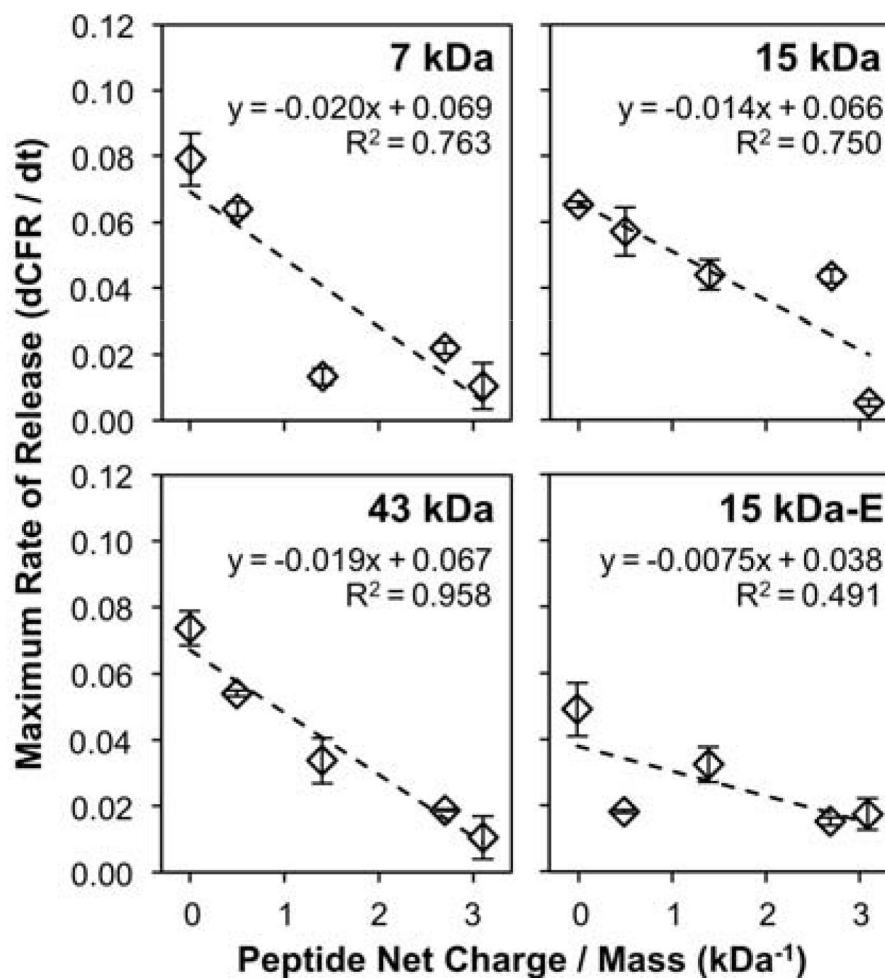 Maximum Rate of Release (dCFR / dt)
0.12
0.10
0.08
0.06
0.04
0.02
0.00
7 kDa
y = -0.020x + 0.069
R² = 0.763
15 kDa
y = -0.014x + 0.066
R² = 0.750
0.12
0.10
0.08
0.06
0.04
0.02
0.00
43 kDa
y = -0.019x + 0.067
R² = 0.958
15 kDa-E
y = -0.0075x + 0.038
R² = 0.491
0 1 2 3
0 1 2 3
Peptide Net Charge / Mass (kDa⁻¹)